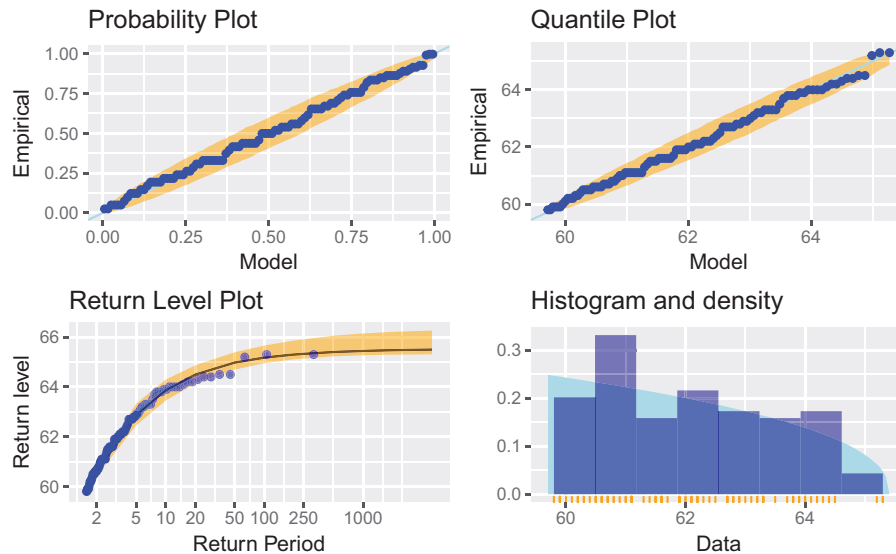 Probability Plot
Empirical
1.00
0.75
0.50
0.25
0.00
0.00 0.25 0.50 0.75 1.00
Model
Quantile Plot
Empirical
64
62
60
60 62 64
Model
Return Level Plot
Return level
66
64
62
60
2 5 10 20 50 100 250 1000
Return Period
Histogram and density
0.3
0.2
0.1
0.0
60 62 64
Data